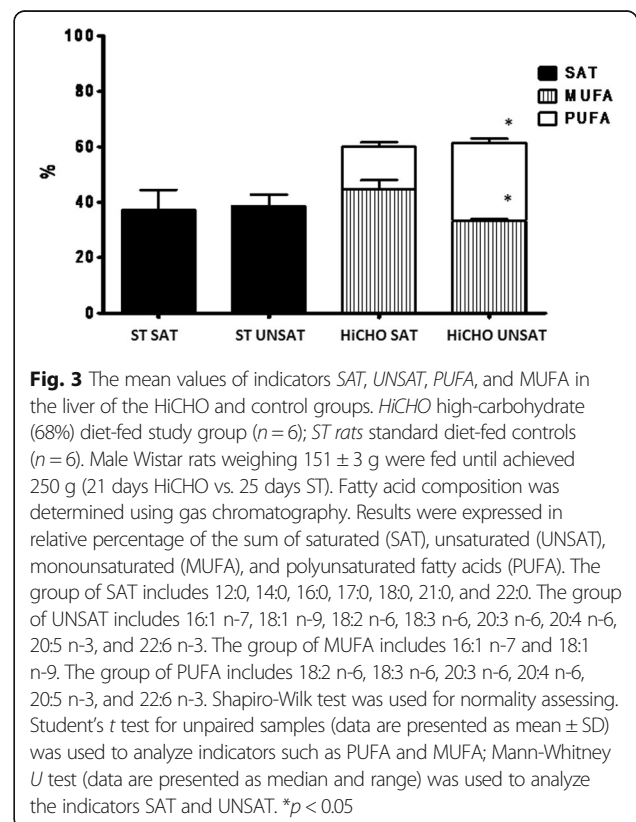 100
80
60
40
20
0
%
SAT
MUFA
PUFA
*
*
ST SAT ST UNSAT HiCHO SAT HiCHO UNSAT
Fig. 3 The mean values of indicators SAT, UNSAT, PUFA, and MUFA in
the liver of the HiCHO and control groups. HiCHO high-carbohydrate
(68%) diet-fed study group (n = 6); ST rats standard diet-fed controls
(n = 6). Male Wistar rats weighing 151 ± 3 g were fed until achieved
250 g (21 days HiCHO vs. 25 days ST). Fatty acid composition was
determined using gas chromatography. Results were expressed in
relative percentage of the sum of saturated (SAT), unsaturated (UNSAT),
monounsaturated (MUFA), and polyunsaturated fatty acids (PUFA). The
group of SAT includes 12:0, 14:0, 16:0, 17:0, 18:0, 21:0, and 22:0. The group
of UNSAT includes 16:1 n-7, 18:1 n-9, 18:2 n-6, 18:3 n-6, 20:3 n-6, 20:4 n-6,
20:5 n-3, and 22:6 n-3. The group of MUFA includes 16:1 n-7 and 18:1
n-9. The group of PUFA includes 18:2 n-6, 18:3 n-6, 20:3 n-6, 20:4 n-6,
20:5 n-3, and 22:6 n-3. Shapiro-Wilk test was used for normality assessing.
Student's t test for unpaired samples (data are presented as mean ± SD)
was used to analyze indicators such as PUFA and MUFA; Mann-Whitney
U test (data are presented as median and range) was used to analyze
the indicators SAT and UNSAT. *p < 0.05